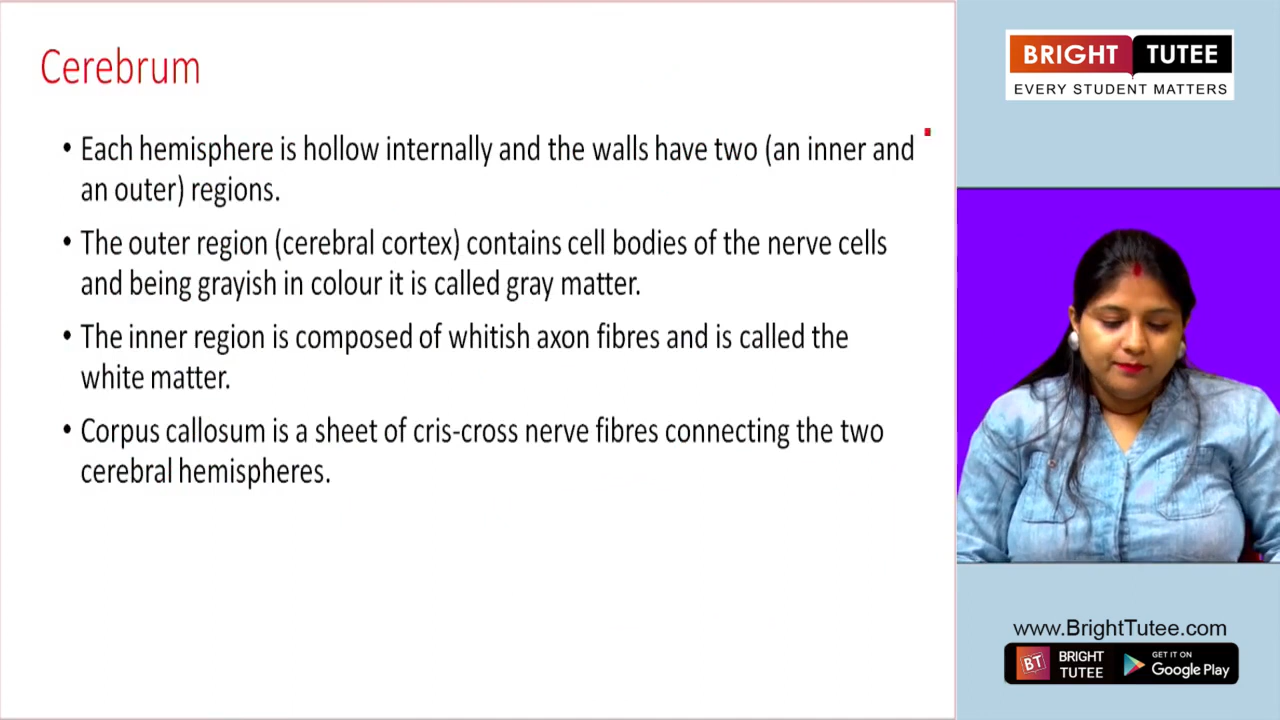 Cerebrum
• Each hemisphere is hollow internally and the walls have two (an inner and
an outer) regions.
• The outer region (cerebral cortex) contains cell bodies of the nerve cells
and being grayish in colour it is called gray matter.
• The inner region is composed of whitish axon fibres and is called the
white matter.
• Corpus callosum is a sheet of cris-cross nerve fibres connecting the two
cerebral hemispheres.
BRIGHT TUTEE
EVERY STUDENT MATTERS
www.BrightTutee.com
BT
BRIGHT
TUTEE
GET IT ON
Google Play